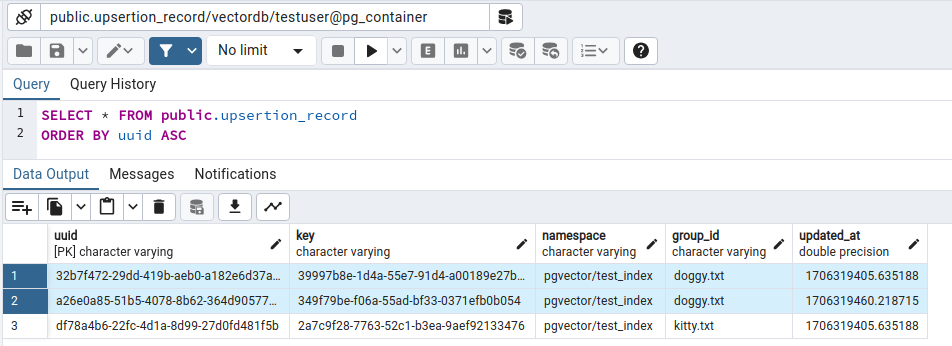 public.upsertion_record/vectordb/testuser@pg_container
No limit
E
?
Query Query History
1 SELECT * FROM public.upsertion_record
2 ORDER BY uuid ASC
Data Output Messages Notifications
uuid key namespace group_id updated_at
[PK] character varying character varying character varying character varying double precision
1 32b7f472-29dd-419b-aeb0-a182e6d37a… 39997b8e-1d4a-55e7-91d4-a00189e27b… pgvector/test_index doggy.txt 1706319405.635188
2 a26e0a85-51b5-4078-8b62-364d90577… 349f79be-f06a-55ad-bf33-0371efb0b054 pgvector/test_index doggy.txt 1706319460.218715
3 df78a4b6-22fc-4d1a-8d99-27d0fd481f5b 2a7c9f28-7763-52c1-b3ea-9aef92133476 pgvector/test_index kitty.txt 1706319405.635188